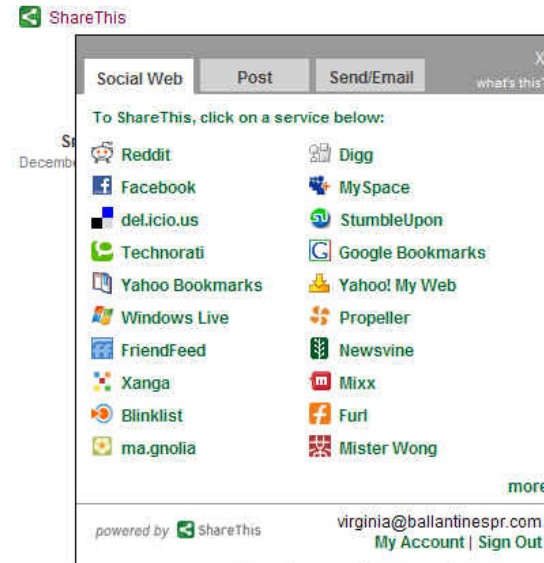 ShareThis
X
Social Web Post Send/Email
what's this?
To ShareThis, click on a service below:
Reddit Digg
Facebook MySpace
del.icio.us StumbleUpon
Technorati Google Bookmarks
Yahoo Bookmarks Yahoo! My Web
Windows Live Propeller
FriendFeed Newsvine
Xanga Mixx
Blinklist Furl
ma.gnolia Mister Wong
more
powered by ShareThis
virginia@ballantinespr.com
My Account | Sign Out